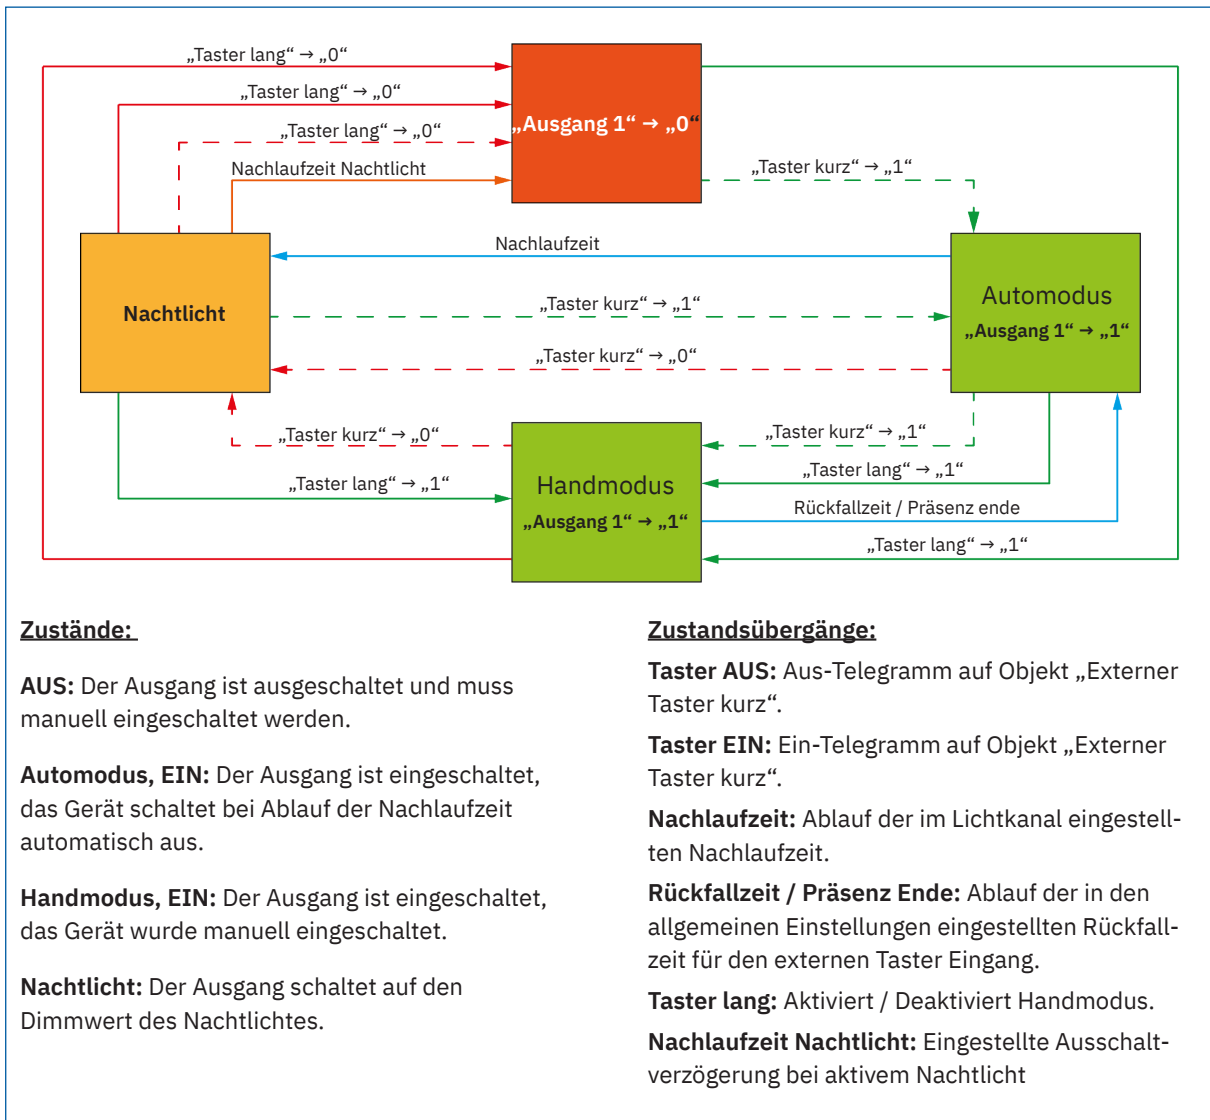 „Taster lang“ → „0“
„Taster lang“ → „0“
„Taster lang“ → „0“
Nachlaufzeit Nachtlicht
„Ausgang 1“ → „0“
„Taster kurz“ → „1“
Nachlaufzeit
Nachtlicht
„Taster kurz“ → „1“
„Taster kurz“ → „0“
Automodus
„Ausgang 1“ → „1“
„Taster kurz“ → „0“
„Taster lang“ → „1“
Handmodus
„Ausgang 1“ → „1“
„Taster kurz“ → „1“
„Taster lang“ → „1“
Rückfallzeit / Präsenz ende
„Taster lang“ → „1“
Zustände:
AUS: Der Ausgang ist ausgeschaltet und muss
manuell eingeschaltet werden.
Automodus, EIN: Der Ausgang ist eingeschaltet,
das Gerät schaltet bei Ablauf der Nachlaufzeit
automatisch aus.
Handmodus, EIN: Der Ausgang ist eingeschaltet,
das Gerät wurde manuell eingeschaltet.
Nachtlicht: Der Ausgang schaltet auf den
Dimmwert des Nachtlichtes.
Zustandsübergänge:
Taster AUS: Aus-Telegramm auf Objekt „Externer
Taster kurz“.
Taster EIN: Ein-Telegramm auf Objekt „Externer
Taster kurz“.
Nachlaufzeit: Ablauf der im Lichtkanal eingestell-
ten Nachlaufzeit.
Rückfallzeit / Präsenz Ende: Ablauf der in den
allgemeinen Einstellungen eingestellten Rückfall-
zeit für den externen Taster Eingang.
Taster lang: Aktiviert / Deaktiviert Handmodus.
Nachlaufzeit Nachtlicht: Eingestellte Ausschalt-
verzögerung bei aktivem Nachtlicht